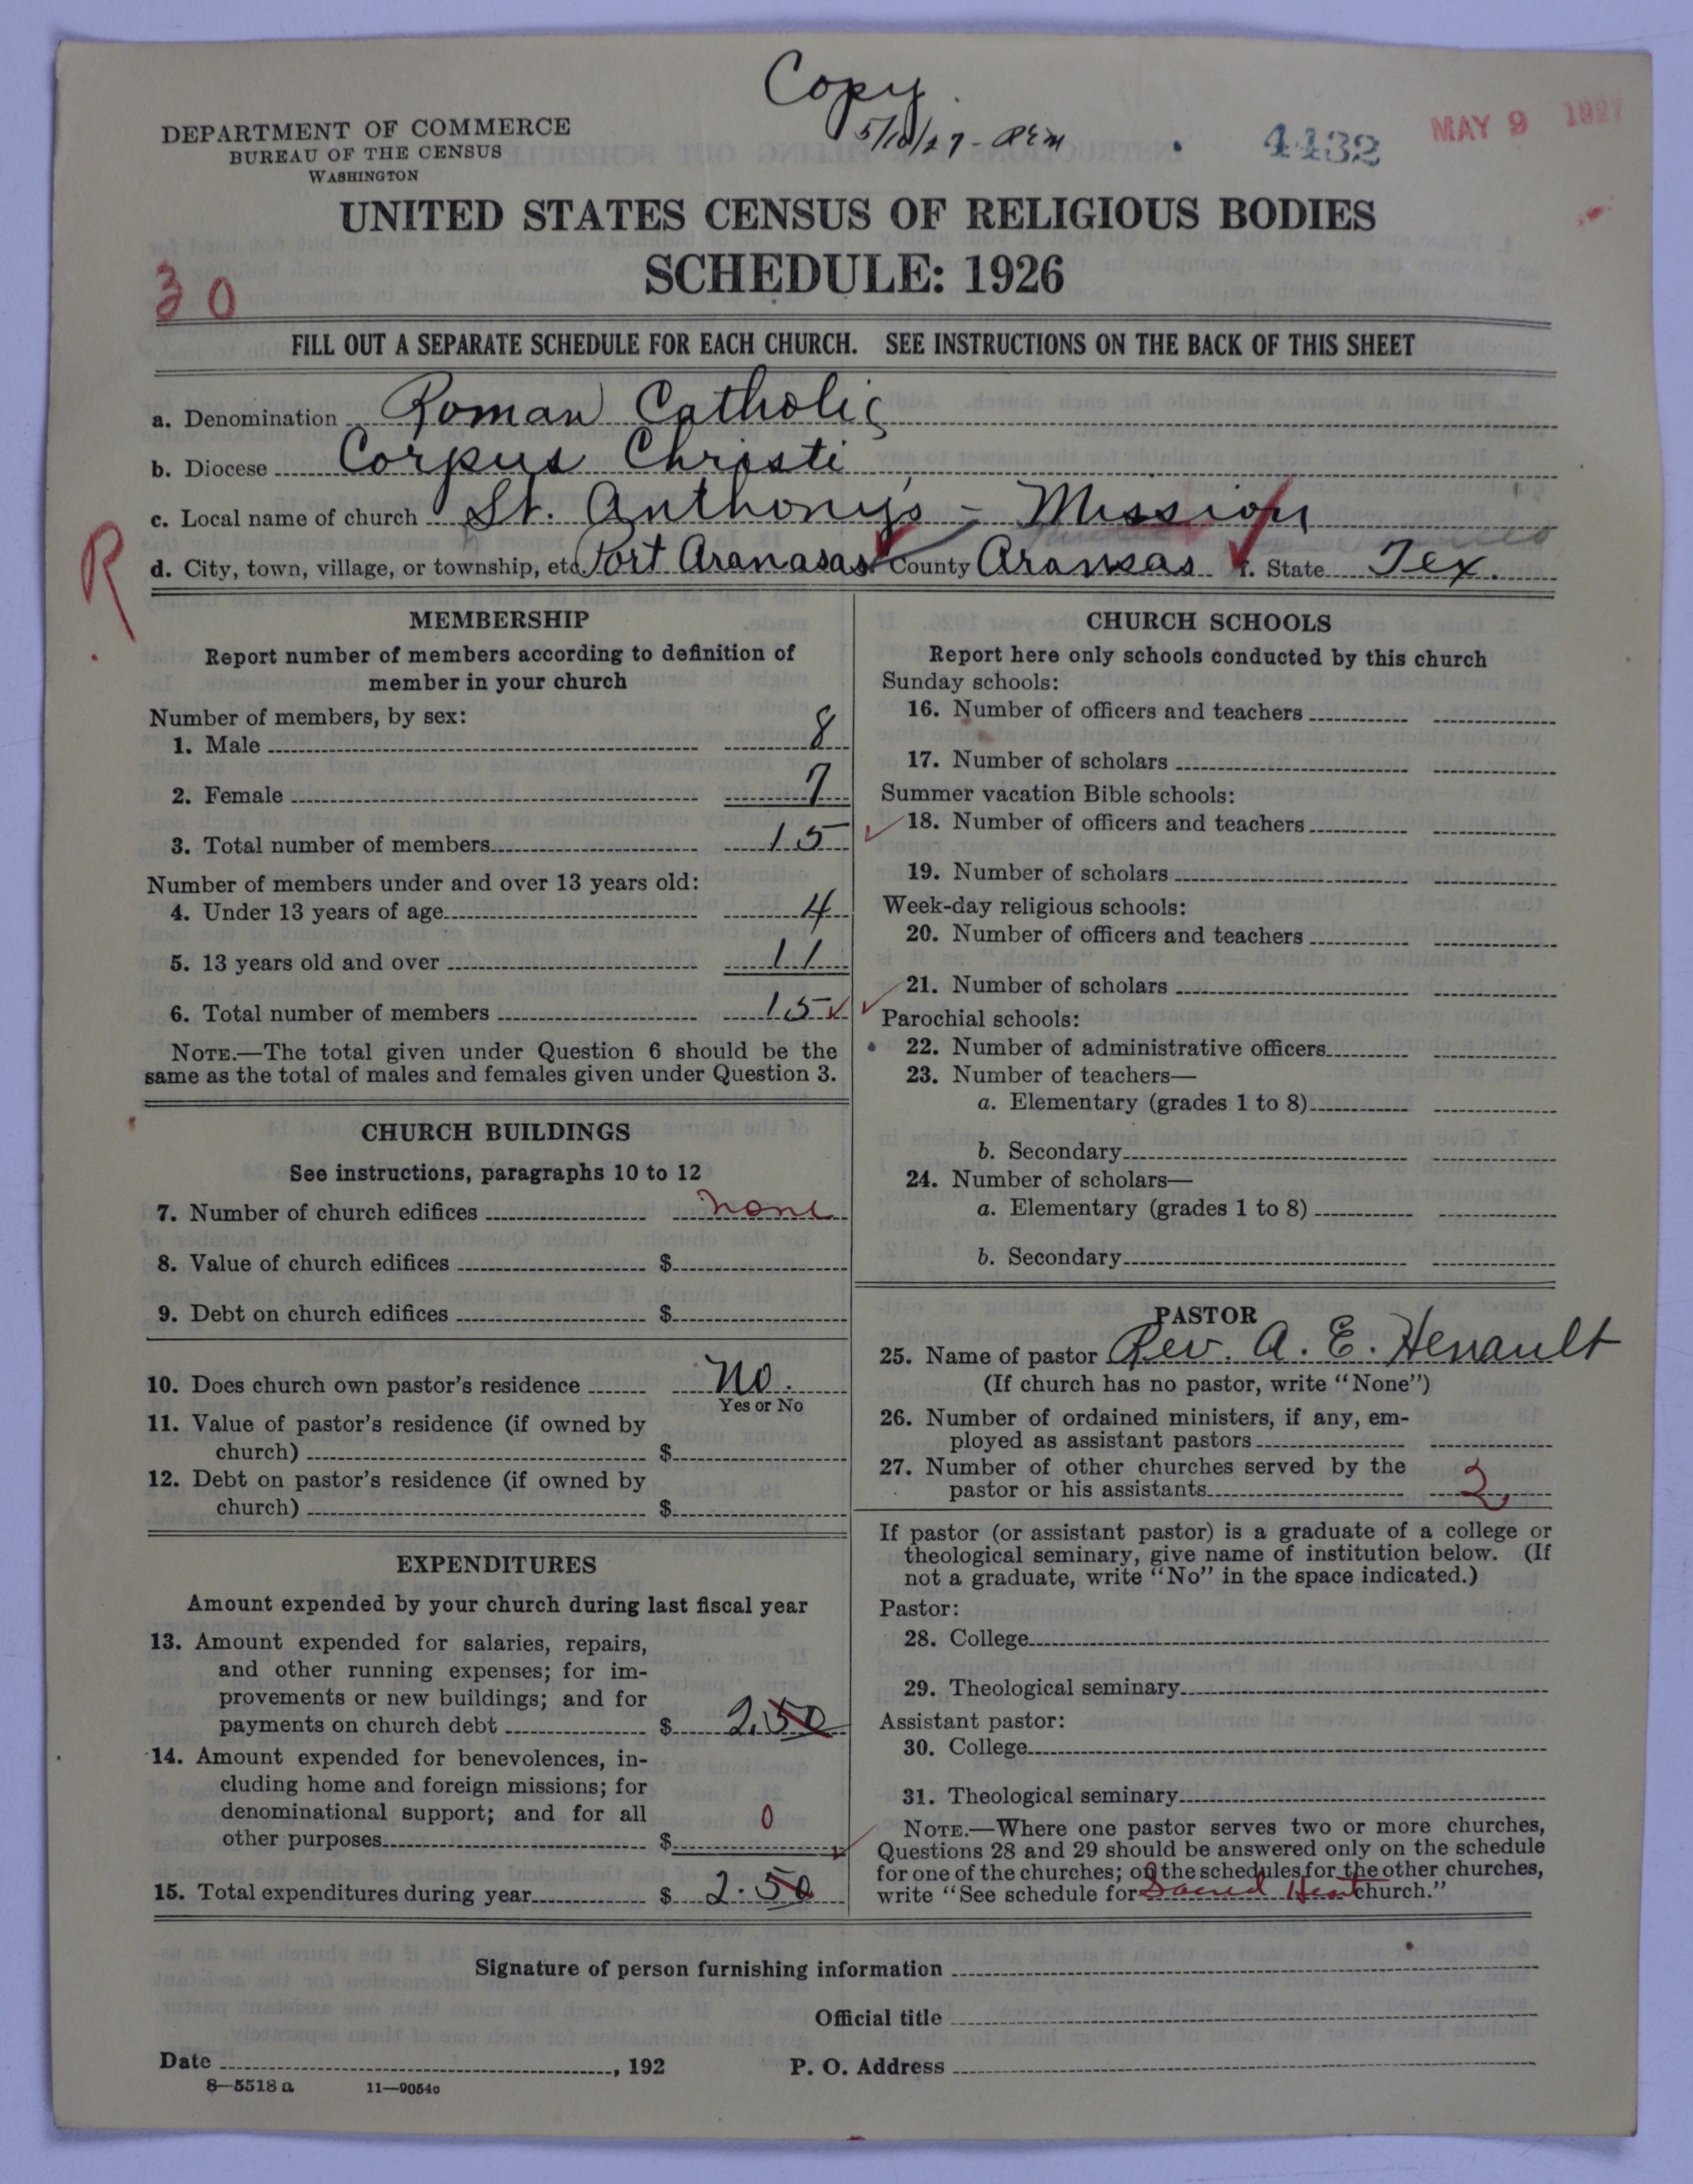 Copy.
5/10/27 - REM
DEPARTMENT OF COMMERCE
BUREAU OF THE CENSUS
WASHINGTON
4432
MAY 9 1927
UNITED STATES CENSUS OF RELIGIOUS BODIES
SCHEDULE: 1926
30
FILL OUT A SEPARATE SCHEDULE FOR EACH CHURCH. SEE INSTRUCTIONS ON THE BACK OF THIS SHEET
a. Denomination Roman Catholic
b. Diocese Corpus Christi
c. Local name of church St. Anthony's - Mission
R
d. City, town, village, or township, etc. Port Aranasas County Aransas f. State Tex.
MEMBERSHIP
Report number of members according to definition of
member in your church
Number of members, by sex:
1. Male 8
2. Female 7
3. Total number of members 15
Number of members under and over 13 years old:
4. Under 13 years of age 4
5. 13 years old and over 11
6. Total number of members 15
NOTE.—The total given under Question 6 should be the
same as the total of males and females given under Question 3.
CHURCH BUILDINGS
See instructions, paragraphs 10 to 12
7. Number of church edifices none
8. Value of church edifices $
9. Debt on church edifices $
10. Does church own pastor's residence No.
Yes or No
11. Value of pastor's residence (if owned by
church) $
12. Debt on pastor's residence (if owned by
church) $
EXPENDITURES
Amount expended by your church during last fiscal year
13. Amount expended for salaries, repairs,
and other running expenses; for im-
provements or new buildings; and for
payments on church debt $ 2.50
14. Amount expended for benevolences, in-
cluding home and foreign missions; for
denominational support; and for all
other purposes $ 0
15. Total expenditures during year $ 2.50
CHURCH SCHOOLS
Report here only schools conducted by this church
Sunday schools:
16. Number of officers and teachers
17. Number of scholars
Summer vacation Bible schools:
18. Number of officers and teachers
19. Number of scholars
Week-day religious schools:
20. Number of officers and teachers
21. Number of scholars
Parochial schools:
22. Number of administrative officers
23. Number of teachers—
a. Elementary (grades 1 to 8)
b. Secondary
24. Number of scholars—
a. Elementary (grades 1 to 8)
b. Secondary
PASTOR
25. Name of pastor Rev. A. E. Henault
(If church has no pastor, write "None")
26. Number of ordained ministers, if any, em-
ployed as assistant pastors
27. Number of other churches served by the
pastor or his assistants 2
If pastor (or assistant pastor) is a graduate of a college or
theological seminary, give name of institution below. (If
not a graduate, write "No" in the space indicated.)
Pastor:
28. College
29. Theological seminary
Assistant pastor:
30. College
31. Theological seminary
NOTE.—Where one pastor serves two or more churches,
Questions 28 and 29 should be answered only on the schedule
for one of the churches; on the schedules for the other churches,
write "See schedule for Sacred Heart church."
Signature of person furnishing information
Official title
Date , 192
P. O. Address
8—5518 a 11—9054c